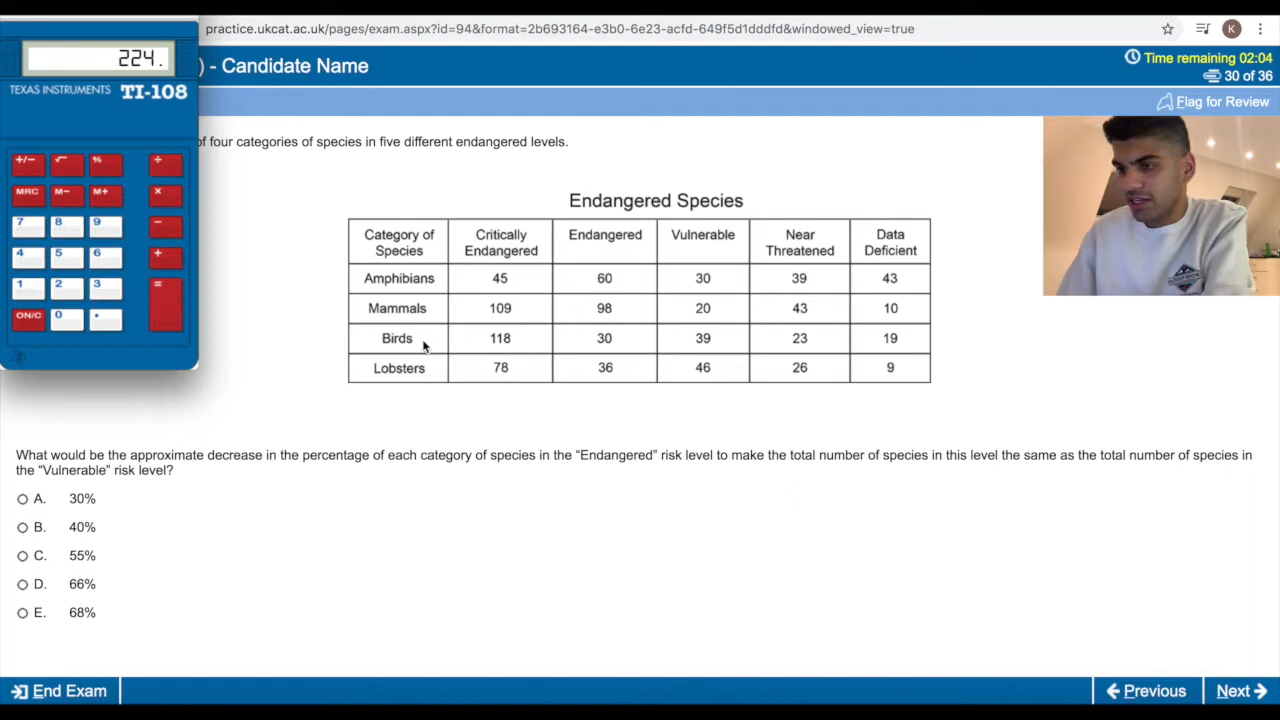 practice.ukcat.ac.uk/pages/exam.aspx?id=94&format=2b693164-e3b0-6e23-acfd-649f5d1dddfd&windowed_view=true
K
224.
TEXAS INSTRUMENTS TI-108
) - Candidate Name
Time remaining 02:04
30 of 36
Flag for Review
+/- √ % ÷
MRC M- M+ ×
7 8 9 -
4 5 6 +
1 2 3 =
ON/C 0 .
of four categories of species in five different endangered levels.
Endangered Species
Category of Species Critically Endangered Endangered Vulnerable Near Threatened Data Deficient
Amphibians 45 60 30 39 43
Mammals 109 98 20 43 10
Birds 118 30 39 23 19
Lobsters 78 36 46 26 9
What would be the approximate decrease in the percentage of each category of species in the “Endangered” risk level to make the total number of species in this level the same as the total number of species in
the “Vulnerable” risk level?
A. 30%
B. 40%
C. 55%
D. 66%
E. 68%
End Exam
Previous
Next